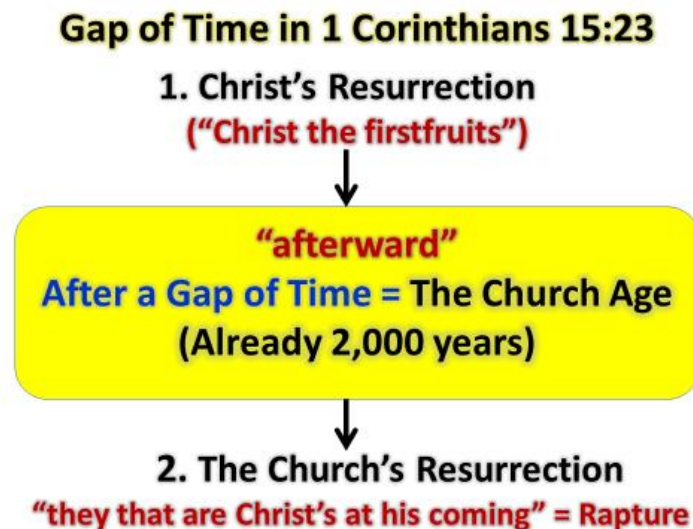 Gap of Time in 1 Corinthians 15:23
1. Christ’s Resurrection
(“Christ the firstfruits”)
“afterward”
After a Gap of Time = The Church Age
(Already 2,000 years)
2. The Church’s Resurrection
“they that are Christ’s at his coming” = Rapture